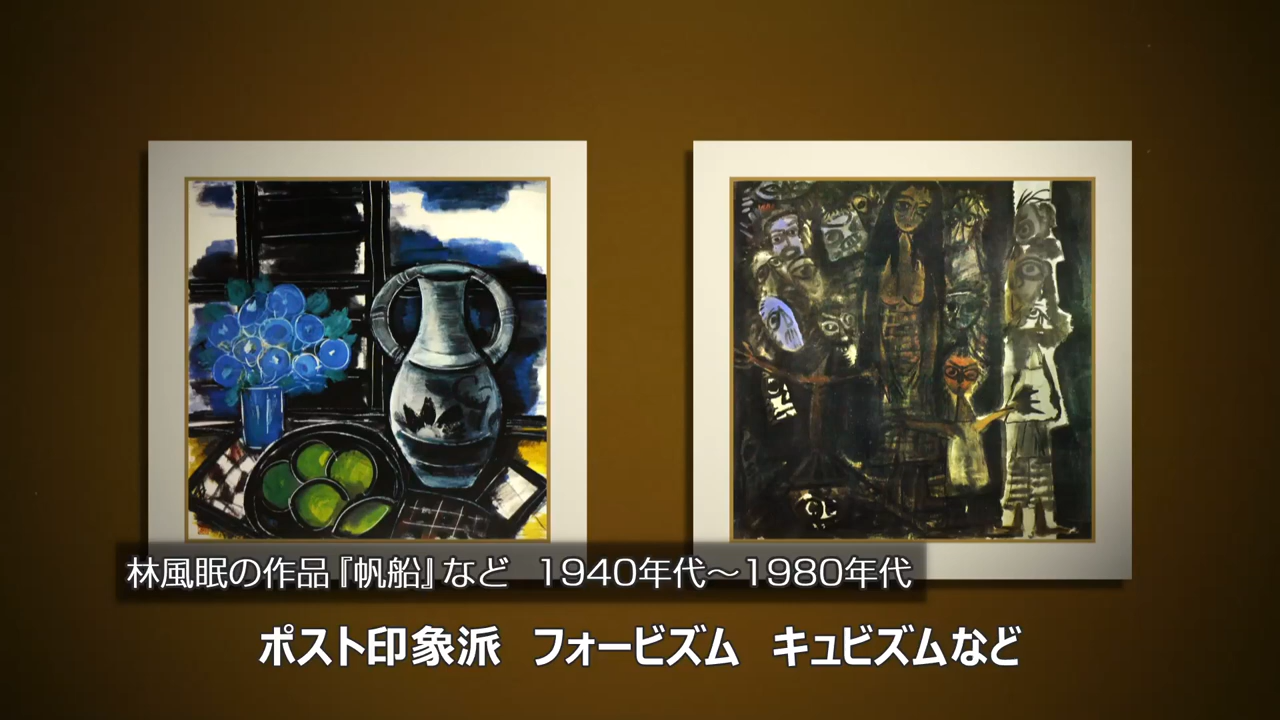 林風眠の作品『帆船』など　1940年代～1980年代
ポスト印象派　フォービズム　キュビズムなど